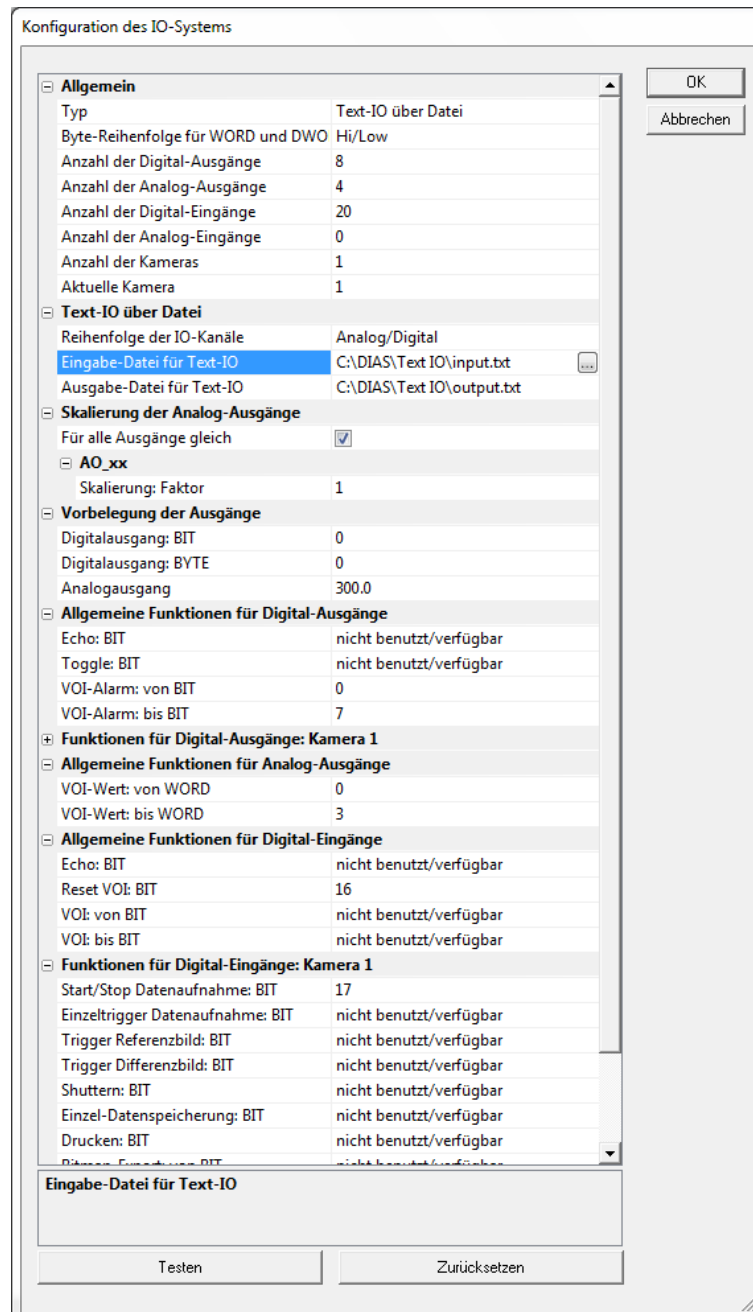 Konfiguration des IO-Systems
Allgemein
Typ Text-IO über Datei
Byte-Reihenfolge für WORD und DWO Hi/Low
Anzahl der Digital-Ausgänge 8
Anzahl der Analog-Ausgänge 4
Anzahl der Digital-Eingänge 20
Anzahl der Analog-Eingänge 0
Anzahl der Kameras 1
Aktuelle Kamera 1
Text-IO über Datei
Reihenfolge der IO-Kanäle Analog/Digital
Eingabe-Datei für Text-IO C:\DIAS\Text IO\input.txt ...
Ausgabe-Datei für Text-IO C:\DIAS\Text IO\output.txt
Skalierung der Analog-Ausgänge
Für alle Ausgänge gleich
AO_xx
Skalierung: Faktor 1
Vorbelegung der Ausgänge
Digitalausgang: BIT 0
Digitalausgang: BYTE 0
Analogausgang 300.0
Allgemeine Funktionen für Digital-Ausgänge
Echo: BIT nicht benutzt/verfügbar
Toggle: BIT nicht benutzt/verfügbar
VOI-Alarm: von BIT 0
VOI-Alarm: bis BIT 7
Funktionen für Digital-Ausgänge: Kamera 1
Allgemeine Funktionen für Analog-Ausgänge
VOI-Wert: von WORD 0
VOI-Wert: bis WORD 3
Allgemeine Funktionen für Digital-Eingänge
Echo: BIT nicht benutzt/verfügbar
Reset VOI: BIT 16
VOI: von BIT nicht benutzt/verfügbar
VOI: bis BIT nicht benutzt/verfügbar
Funktionen für Digital-Eingänge: Kamera 1
Start/Stop Datenaufnahme: BIT 17
Einzeltrigger Datenaufnahme: BIT nicht benutzt/verfügbar
Trigger Referenzbild: BIT nicht benutzt/verfügbar
Trigger Differenzbild: BIT nicht benutzt/verfügbar
Shuttern: BIT nicht benutzt/verfügbar
Einzel-Datenspeicherung: BIT nicht benutzt/verfügbar
Drucken: BIT nicht benutzt/verfügbar
Bitmap-Export: von BIT nicht benutzt/verfügbar
Eingabe-Datei für Text-IO
Testen Zurücksetzen
OK
Abbrechen